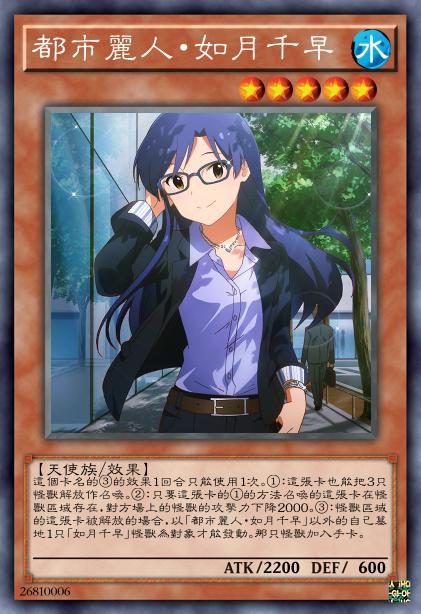 都市麗人・如月千早
水
【天使族/效果】
這個卡名的③的效果1回合只能使用1次。①:這張卡也能把3只
怪獸解放作召喚。②:只要這張卡的①的方法召喚的這張卡在怪
獸區域存在,對方場上的怪獸的攻擊力下降2000。③:怪獸區域
的這張卡被解放的場合,以「都市麗人・如月千早」以外的自己墓
地1只「如月千早」怪獸為對象才能發動。那只怪獸加入手卡。
ATK/2200 DEF/ 600
26810006